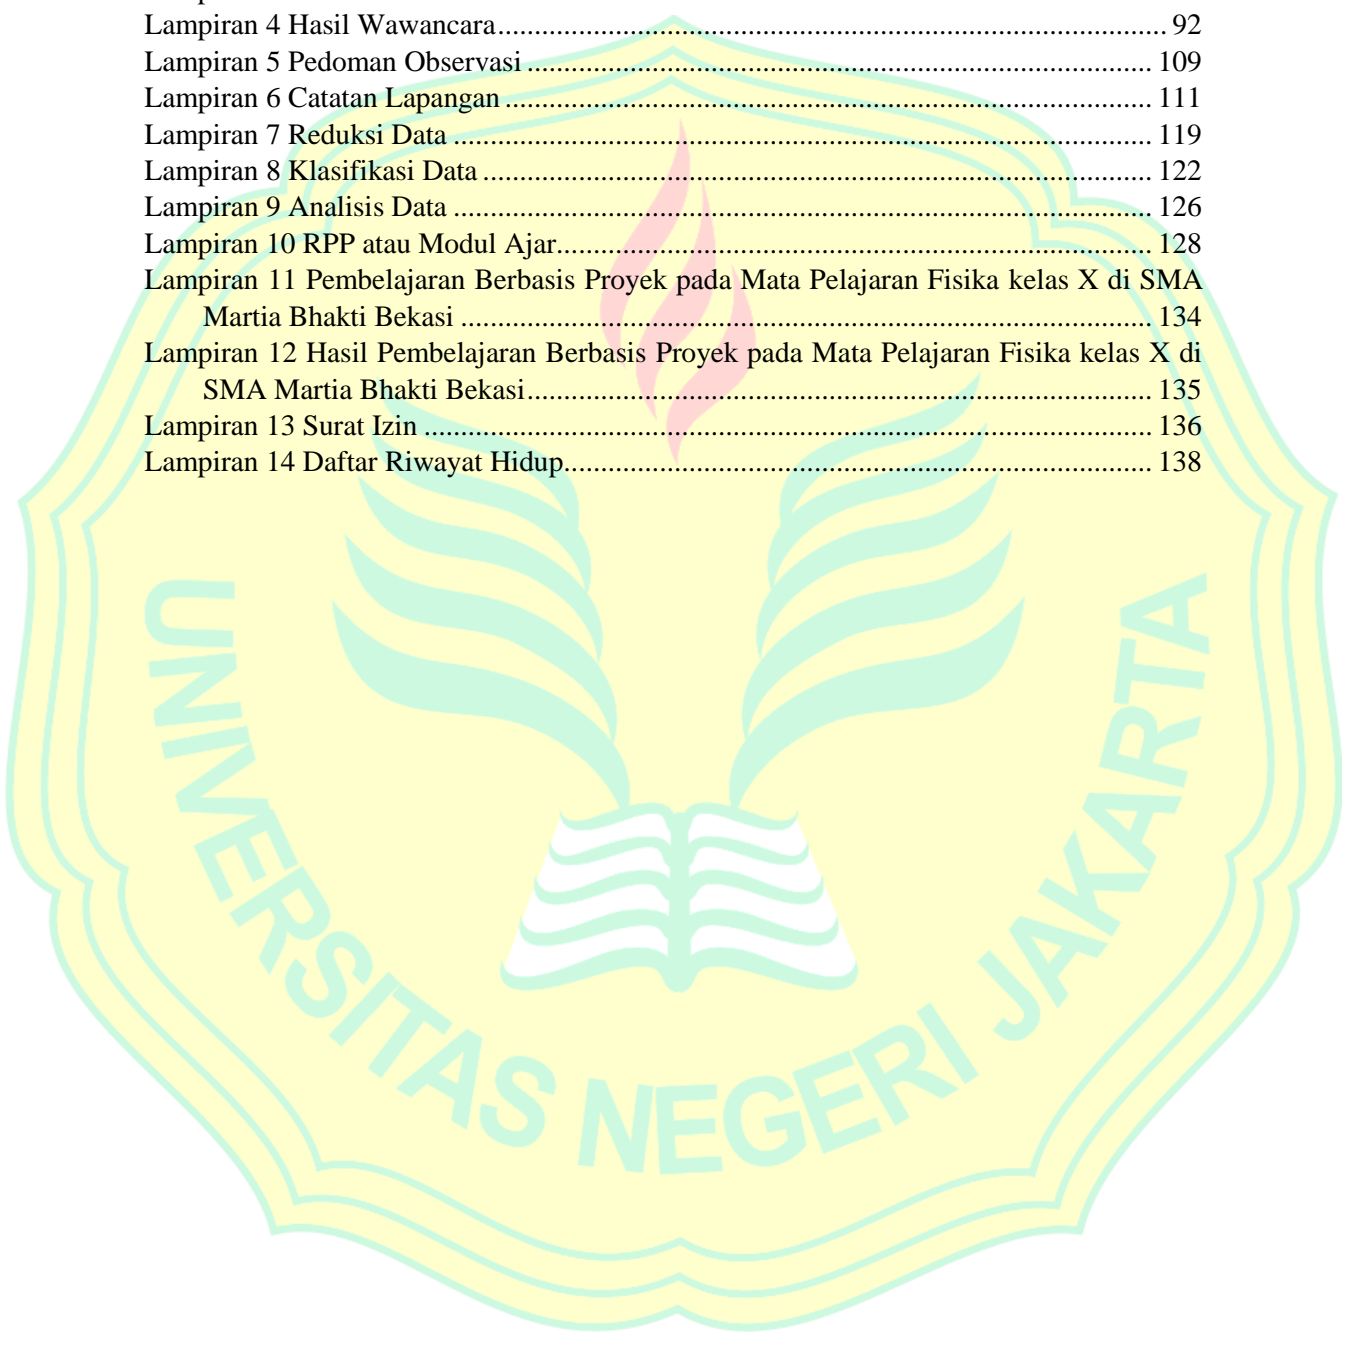 Lampiran 4 Hasil Wawancara.......................................................................................... 92
Lampiran 5 Pedoman Observasi .................................................................................... 109
Lampiran 6 Catatan Lapangan ....................................................................................... 111
Lampiran 7 Reduksi Data .............................................................................................. 119
Lampiran 8 Klasifikasi Data .......................................................................................... 122
Lampiran 9 Analisis Data .............................................................................................. 126
Lampiran 10 RPP atau Modul Ajar................................................................................ 128
Lampiran 11 Pembelajaran Berbasis Proyek pada Mata Pelajaran Fisika kelas X di SMA
Martia Bhakti Bekasi ............................................................................................. 134
Lampiran 12 Hasil Pembelajaran Berbasis Proyek pada Mata Pelajaran Fisika kelas X di
SMA Martia Bhakti Bekasi.................................................................................... 135
Lampiran 13 Surat Izin .................................................................................................. 136
Lampiran 14 Daftar Riwayat Hidup............................................................................... 138
UNIVERSITAS NEGERI JAKARTA